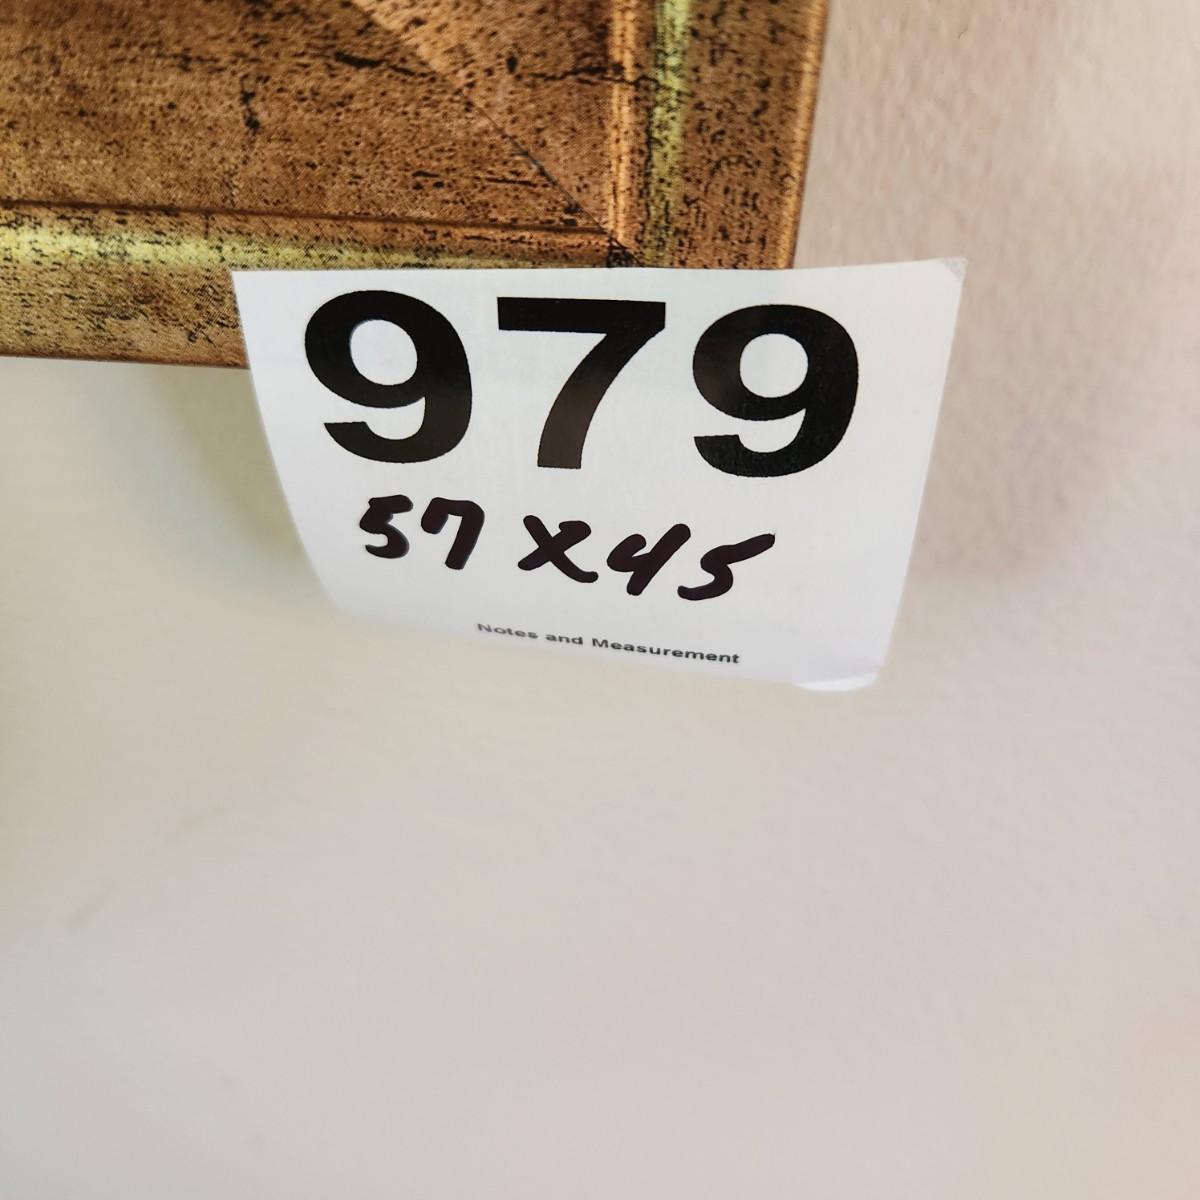 979
57 x 45
Notes and Measurement